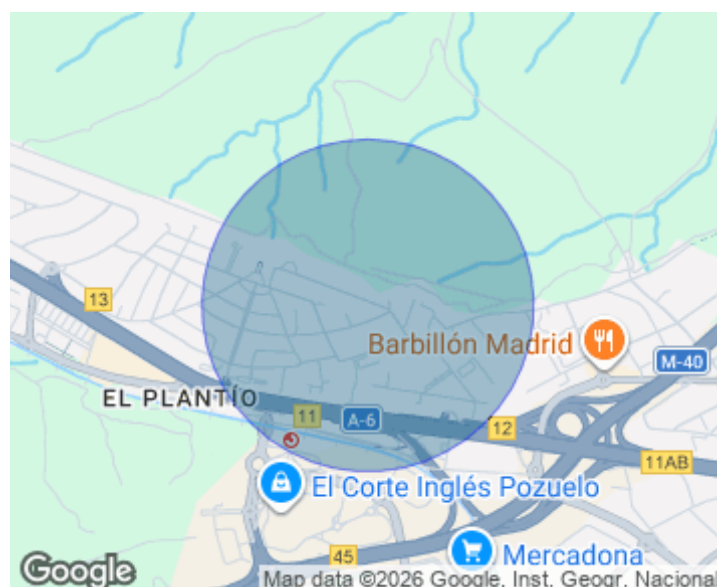 13
Barbillón Madrid
M-40
EL PLANTÍO
11
A-6
12
11AB
El Corte Inglés Pozuelo
45
Mercadona
Google
Map data ©2026 Google, Inst. Geogr. Nacional